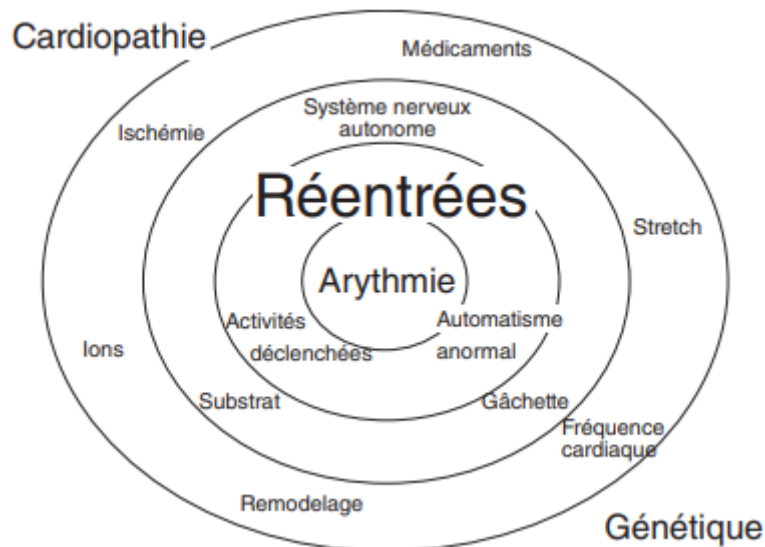 Cardiopathie
Médicaments
Ischémie
Système nerveux
autonome
Réentrées
Stretch
Arythmie
Activités
déclenchées
Automatisme
anormal
Ions
Substrat
Gâchette
Fréquence
cardiaque
Remodelage
Génétique